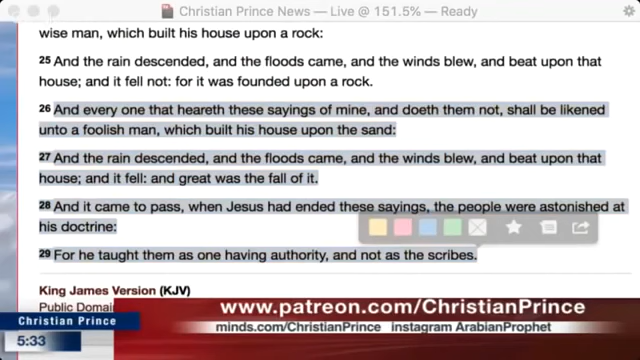 Christian Prince News — Live @ 151.5% — Ready
wise man, which built his house upon a rock:
25 And the rain descended, and the floods came, and the winds blew, and beat upon that
house; and it fell not: for it was founded upon a rock.
26 And every one that heareth these sayings of mine, and doeth them not, shall be likened
unto a foolish man, which built his house upon the sand:
27 And the rain descended, and the floods came, and the winds blew, and beat upon that
house; and it fell: and great was the fall of it.
28 And it came to pass, when Jesus had ended these sayings, the people were astonished at
his doctrine:
29 For he taught them as one having authority, and not as the scribes.
King James Version (KJV)
Public Domai
www.patreon.com/ChristianPrince
Christian Prince
minds.com/ChristianPrince instagram ArabianProphet
5:33